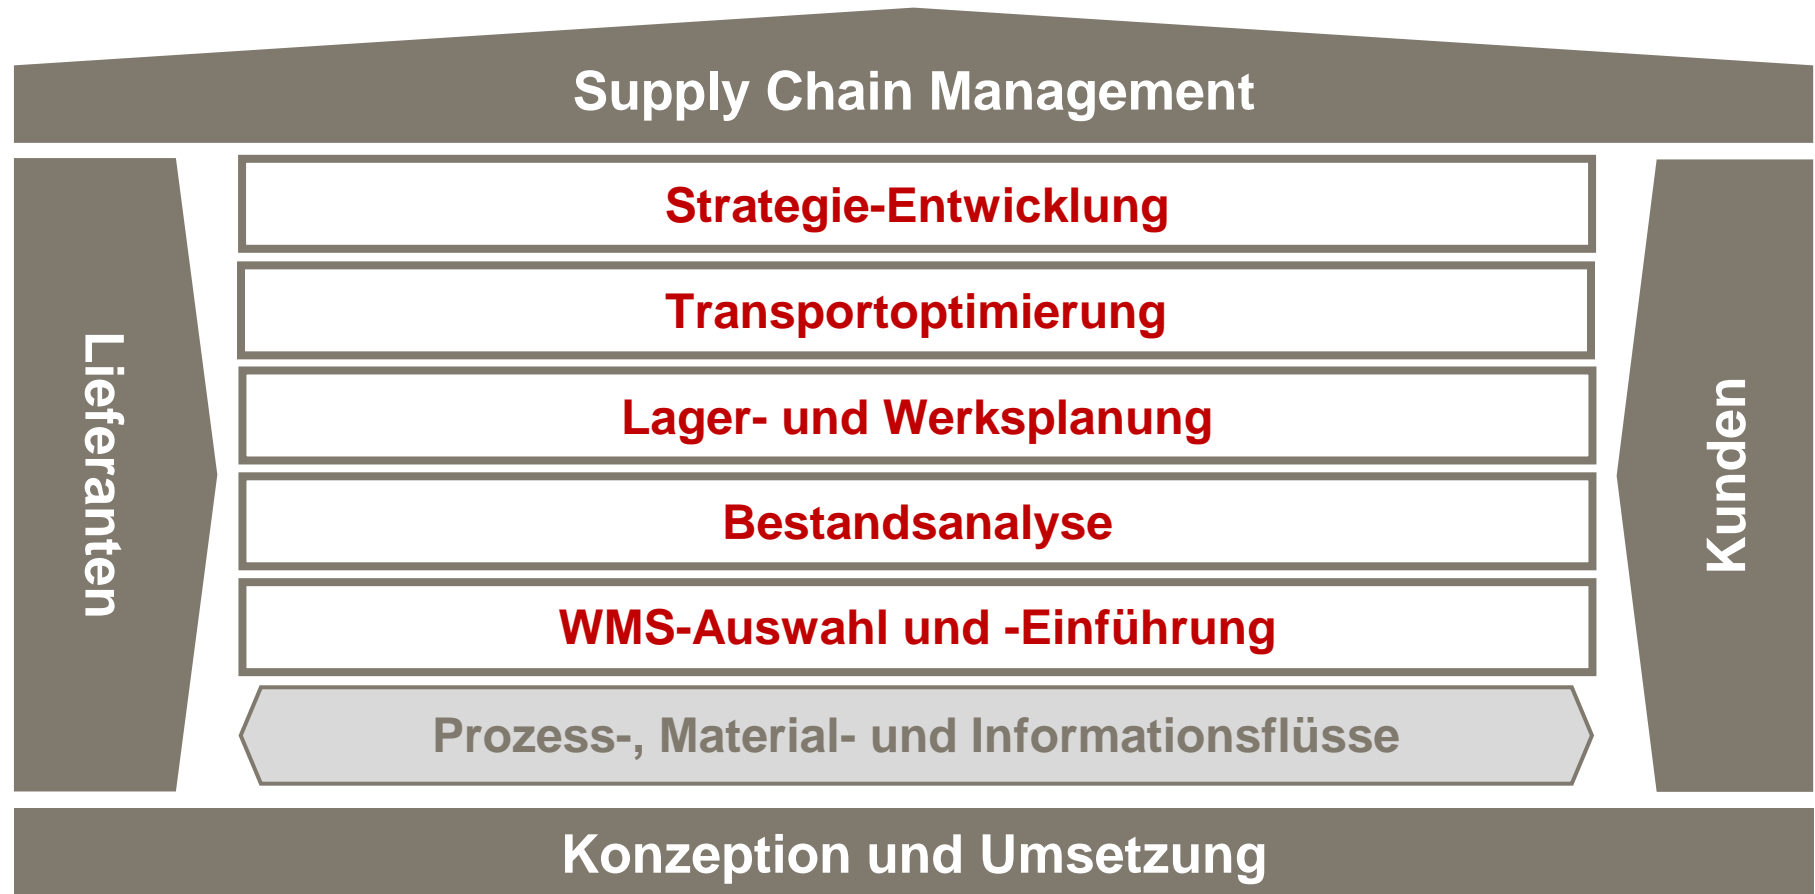 Supply Chain Management
Lieferanten
Strategie-Entwicklung
Transportoptimierung
Lager- und Werksplanung
Bestandsanalyse
WMS-Auswahl und -Einführung
Prozess-, Material- und Informationsflüsse
Kunden
Konzeption und Umsetzung